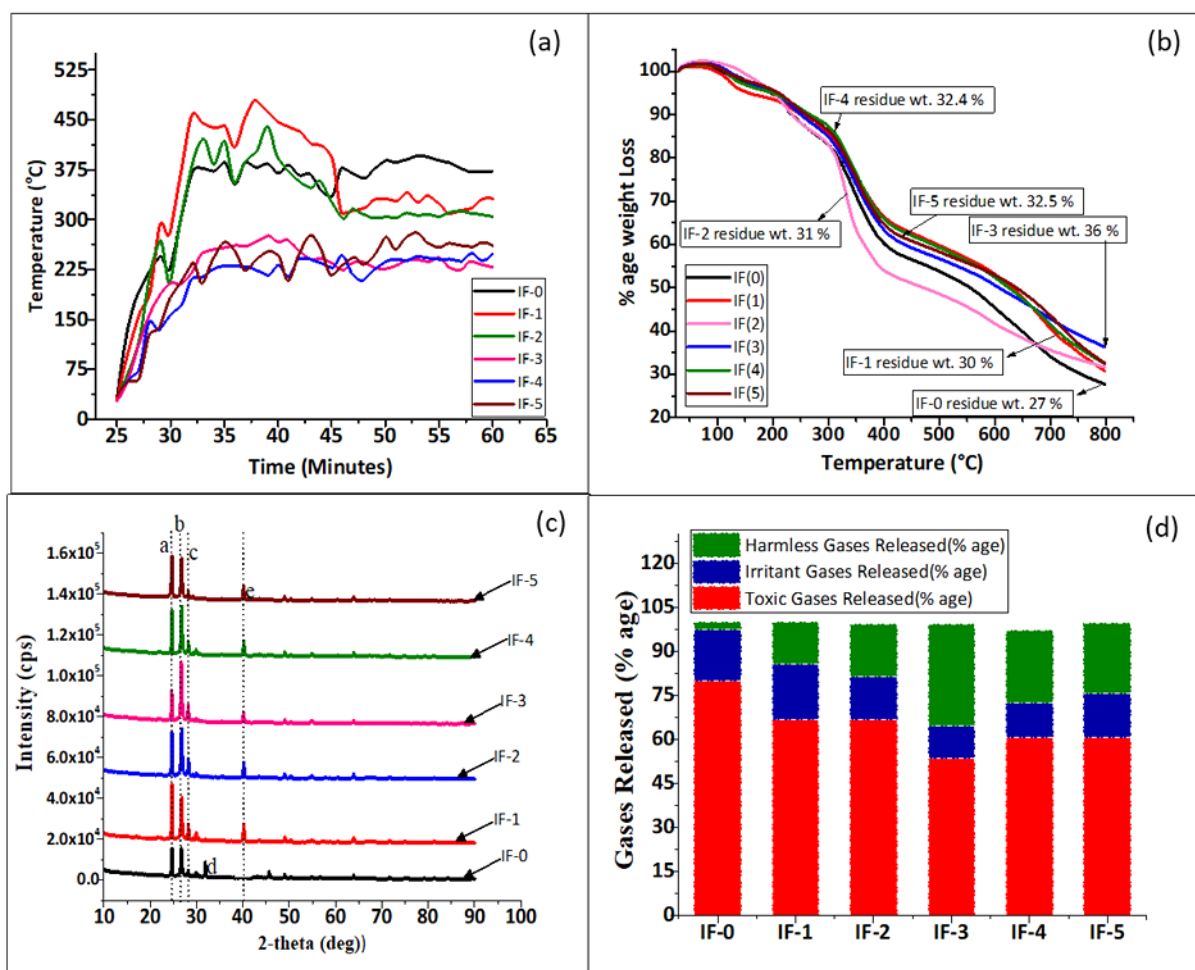 (a)
525
450
375
300
225
150
75
0
Temperature (°C)
25 30 35 40 45 50 55 60 65
Time (Minutes)
IF-0
IF-1
IF-2
IF-3
IF-4
IF-5
(b)
100
90
80
70
60
50
40
30
20
% age weight Loss
IF-4 residue wt. 32.4 %
IF-5 residue wt. 32.5 %
IF-3 residue wt. 36 %
IF-2 residue wt. 31 %
IF-1 residue wt. 30 %
IF-0 residue wt. 27 %
IF(0)
IF(1)
IF(2)
IF(3)
IF(4)
IF(5)
100 200 300 400 500 600 700 800
Temperature (°C)
(c)
a
b
c
d
e
1.6x10⁵
1.4x10⁵
1.2x10⁵
1.0x10⁵
8.0x10⁴
6.0x10⁴
4.0x10⁴
2.0x10⁴
0.0
Intensity (cps)
IF-5
IF-4
IF-3
IF-2
IF-1
IF-0
10 20 30 40 50 60 70 80 90 100
2-theta (deg))
(d)
Harmless Gases Released(% age)
Irritant Gases Released(% age)
Toxic Gases Released(% age)
120
105
90
75
60
45
30
15
0
Gases Released (% age)
IF-0 IF-1 IF-2 IF-3 IF-4 IF-5